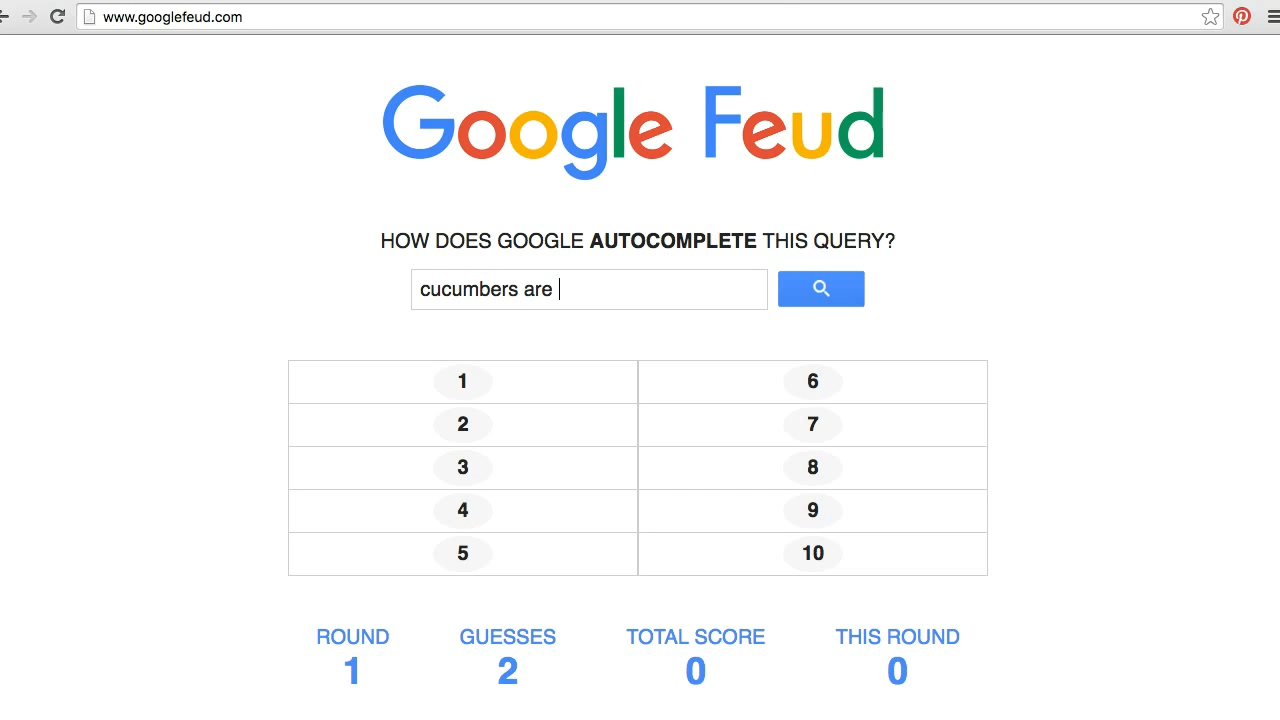 www.googlefeud.com
Google Feud
HOW DOES GOOGLE AUTOCOMPLETE THIS QUERY?
cucumbers are
1 6
2 7
3 8
4 9
5 10
ROUND GUESSES TOTAL SCORE THIS ROUND
1 2 0 0